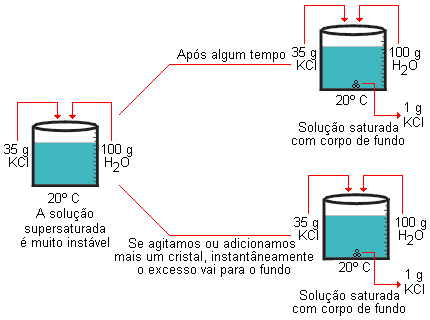 35 g
KCl
100 g
H2O
20º C
A solução
supersaturada
é muito instável
Após algum tempo
35 g
KCl
100 g
H2O
20º C
1 g
KCl
Solução saturada
com corpo de fundo
Se agitamos ou adicionamos
mais um cristal, instantâneamente
o excesso vai para o fundo
35 g
KCl
100 g
H2O
20º C
1 g
KCl
Solução saturada
com corpo de fundo